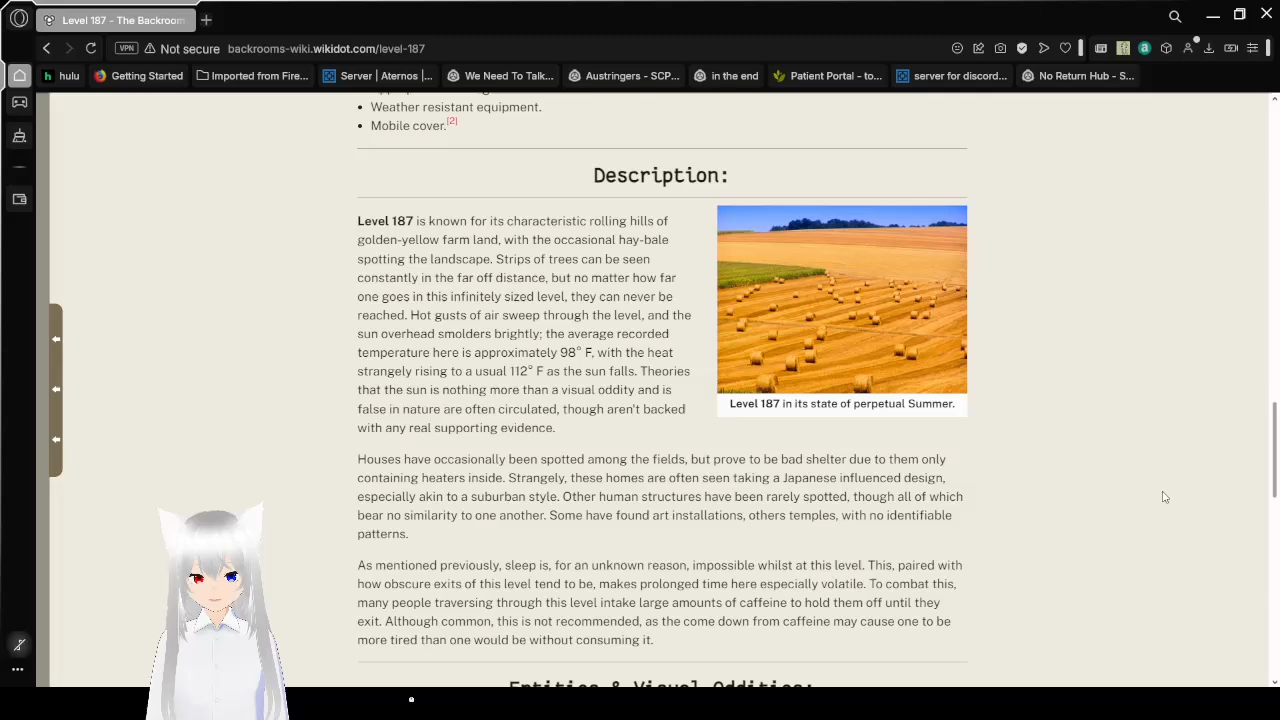 Level 187 - The Backroom
VPN Not secure backrooms-wiki.wikidot.com/level-187
hulu Getting Started Imported from Fire... Server | Aternos |... We Need To Talk... Austringers - SCP... in the end Patient Portal - to... server for discord... No Return Hub - S...
Weather resistant equipment.
Mobile cover.[2]
Description:
Level 187 is known for its characteristic rolling hills of
golden-yellow farm land, with the occasional hay-bale
spotting the landscape. Strips of trees can be seen
constantly in the far off distance, but no matter how far
one goes in this infinitely sized level, they can never be
reached. Hot gusts of air sweep through the level, and the
sun overhead smolders brightly; the average recorded
temperature here is approximately 98° F, with the heat
strangely rising to a usual 112° F as the sun falls. Theories
that the sun is nothing more than a visual oddity and is
false in nature are often circulated, though aren't backed
with any real supporting evidence.
Level 187 in its state of perpetual Summer.
Houses have occasionally been spotted among the fields, but prove to be bad shelter due to them only
containing heaters inside. Strangely, these homes are often seen taking a Japanese influenced design,
especially akin to a suburban style. Other human structures have been rarely spotted, though all of which
bear no similarity to one another. Some have found art installations, others temples, with no identifiable
patterns.
As mentioned previously, sleep is, for an unknown reason, impossible whilst at this level. This, paired with
how obscure exits of this level tend to be, makes prolonged time here especially volatile. To combat this,
many people traversing through this level intake large amounts of caffeine to hold them off until they
exit. Although common, this is not recommended, as the come down from caffeine may cause one to be
more tired than one would be without consuming it.
Entities & Visual Oddities: